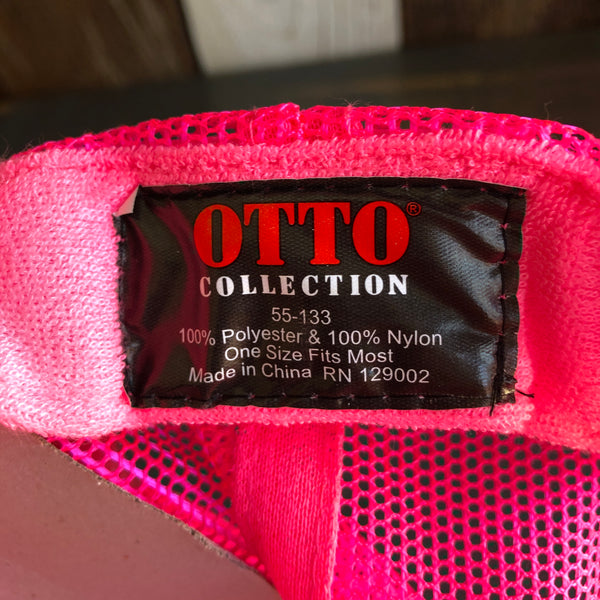 OTTO®
COLLECTION
55-133
100% Polyester & 100% Nylon
One Size Fits Most
Made in China RN 129002